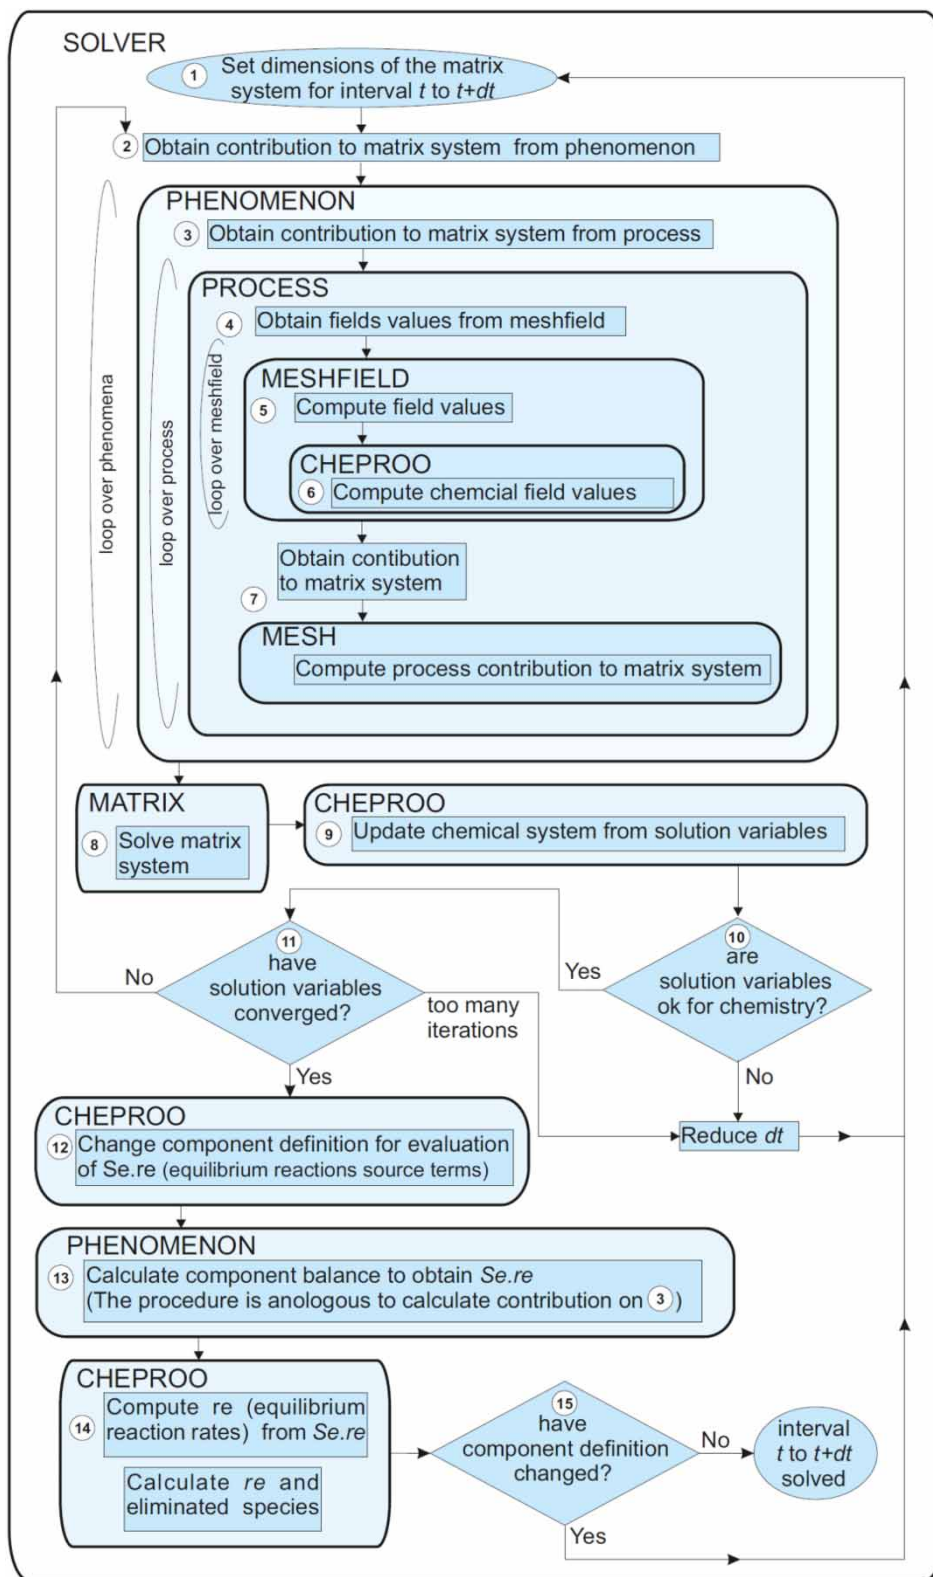 SOLVER
1 Set dimensions of the matrix
system for interval t to t+dt
2 Obtain contribution to matrix system from phenomenon
PHENOMENON
3 Obtain contribution to matrix system from process
PROCESS
4 Obtain fields values from meshfield
MESHFIELD
5 Compute field values
CHEPROO
6 Compute chemcial field values
loop over phenomena
loop over process
loop over meshfield
Obtain contibution
to matrix system
7
MESH
Compute process contribution to matrix system
MATRIX
8 Solve matrix
system
CHEPROO
9 Update chemical system from solution variables
10
are
solution variables
ok for chemistry?
Yes
No
11
have
solution variables
converged?
No
too many
iterations
Yes
Reduce dt
CHEPROO
12 Change component definition for evaluation
of Se.re (equilibrium reactions source terms)
PHENOMENON
13 Calculate component balance to obtain Se.re
(The procedure is anologous to calculate contribution on 3 )
CHEPROO
14 Compute re (equilibrium
reaction rates) from Se.re
Calculate re and
eliminated species
15
have
component definition
changed?
No
Yes
interval
t to t+dt
solved